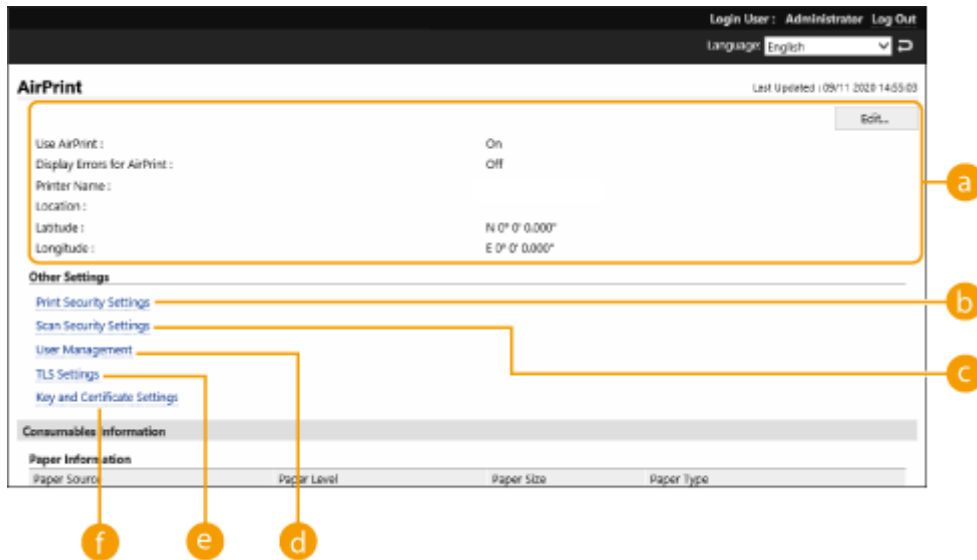 Login User : Administrator Log Out
Language: English
AirPrint
Last Updated : 09/11 2020 14:55:03
Edit...
Use AirPrint : On
Display Errors for AirPrint : Off
Printer Name :
Location :
Latitude : N 0° 0' 0.000"
Longitude : E 0° 0' 0.000"
a
Other Settings
Print Security Settings
b
Scan Security Settings
User Management
c
TLS Settings
Key and Certificate Settings
Consumables Information
Paper Information
Paper Source Paper Level Paper Size Paper Type
f e d